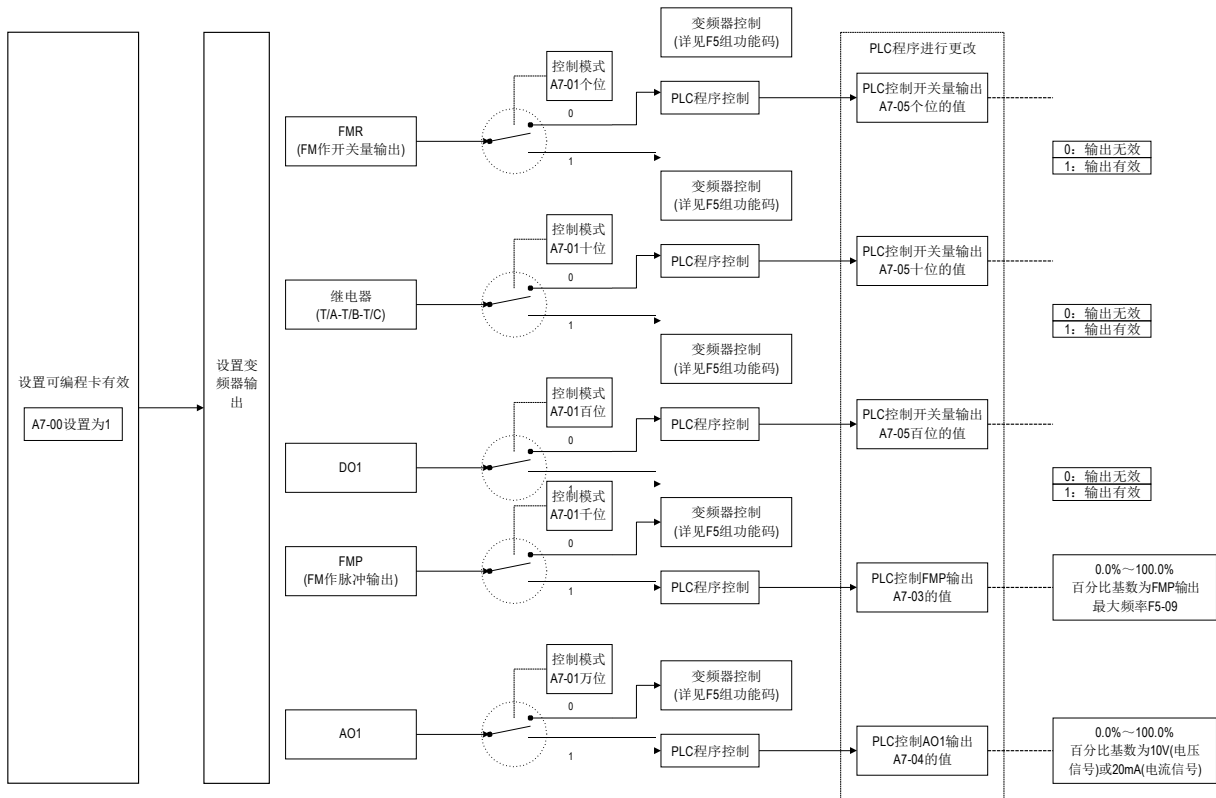 设置可编程卡有效
A7-00设置为1
设置变
频器输
出
变频器控制
(详见F5组功能码)
PLC程序进行更改
控制模式
A7-01个位
0
PLC程序控制
PLC控制开关量输出
A7-05个位的值
FMR
(FM作开关量输出)
1
0：输出无效
1：输出有效
变频器控制
(详见F5组功能码)
控制模式
A7-01十位
0
PLC程序控制
PLC控制开关量输出
A7-05十位的值
继电器
(T/A-T/B-T/C)
1
0：输出无效
1：输出有效
变频器控制
(详见F5组功能码)
控制模式
A7-01百位
0
PLC程序控制
PLC控制开关量输出
A7-05百位的值
DO1
1
0：输出无效
1：输出有效
控制模式
A7-01千位
0
变频器控制
(详见F5组功能码)
FMP
(FM作脉冲输出)
1
PLC程序控制
PLC控制FMP输出
A7-03的值
0.0%～100.0%
百分比基数为FMP输出
最大频率F5-09
控制模式
A7-01万位
0
变频器控制
(详见F5组功能码)
AO1
1
PLC程序控制
PLC控制AO1输出
A7-04的值
0.0%～100.0%
百分比基数为10V(电压
信号)或20mA(电流信号)